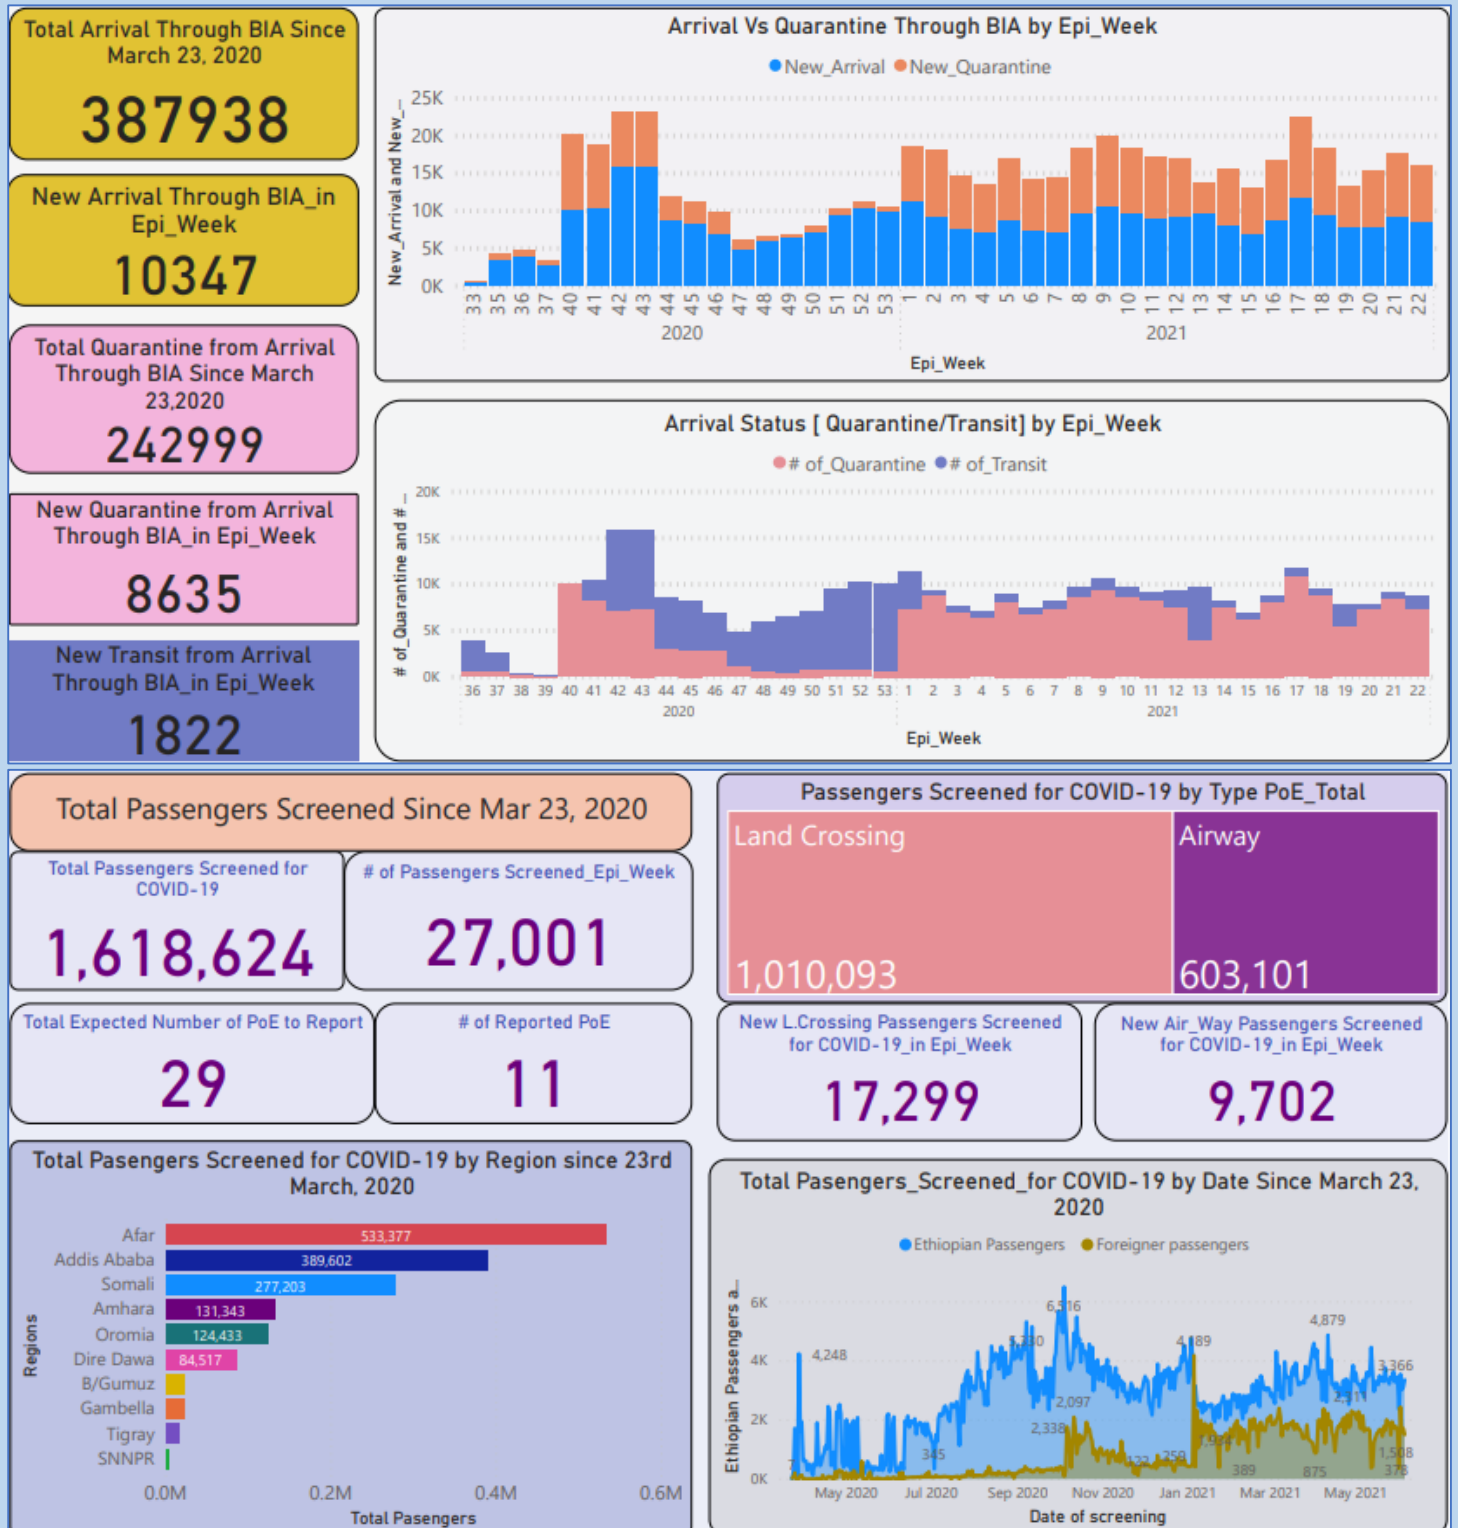 Total Arrival Through BIA Since
March 23, 2020
387938
New Arrival Through BIA_in
Epi_Week
10347
Total Quarantine from Arrival
Through BIA Since March
23,2020
242999
New Quarantine from Arrival
Through BIA_in Epi_Week
8635
New Transit from Arrival
Through BIA_in Epi_Week
1822
Arrival Vs Quarantine Through BIA by Epi_Week
New_Arrival New_Quarantine
New_Arrival and New_...
25K
20K
15K
10K
5K
0K
33 35 36 37 40 41 42 43 44 45 46 47 48 49 50 51 52 53 1 2 3 4 5 6 7 8 9 10 11 12 13 14 15 16 17 18 19 20 21 22
2020 2021
Epi_Week
Arrival Status [ Quarantine/Transit] by Epi_Week
# of_Quarantine # of_Transit
# of_Quarantine and # ...
20K
15K
10K
5K
0K
36 37 38 39 40 41 42 43 44 45 46 47 48 49 50 51 52 53 1 2 3 4 5 6 7 8 9 10 11 12 13 14 15 16 17 18 19 20 21 22
2020 2021
Epi_Week
Total Passengers Screened Since Mar 23, 2020
Total Passengers Screened for
COVID-19
1,618,624
# of Passengers Screened_Epi_Week
27,001
Total Expected Number of PoE to Report
29
# of Reported PoE
11
Passengers Screened for COVID-19 by Type PoE_Total
Land Crossing
1,010,093
Airway
603,101
New L.Crossing Passengers Screened
for COVID-19_in Epi_Week
17,299
New Air_Way Passengers Screened
for COVID-19_in Epi_Week
9,702
Total Pasengers Screened for COVID-19 by Region since 23rd
March, 2020
Regions
Afar 533,377
Addis Ababa 389,602
Somali 277,203
Amhara 131,343
Oromia 124,433
Dire Dawa 84,517
B/Gumuz
Gambella
Tigray
SNNPR
0.0M 0.2M 0.4M 0.6M
Total Pasengers
Total Pasengers_Screened_for COVID-19 by Date Since March 23,
2020
Ethiopian Passengers Foreigner passengers
Ethiopian Passengers a...
6K
4K
2K
0K
4,248
6,516
4,879
3,366
2,097
2,338
345
259
389
875
1,508
378
May 2020 Jul 2020 Sep 2020 Nov 2020 Jan 2021 Mar 2021 May 2021
Date of screening